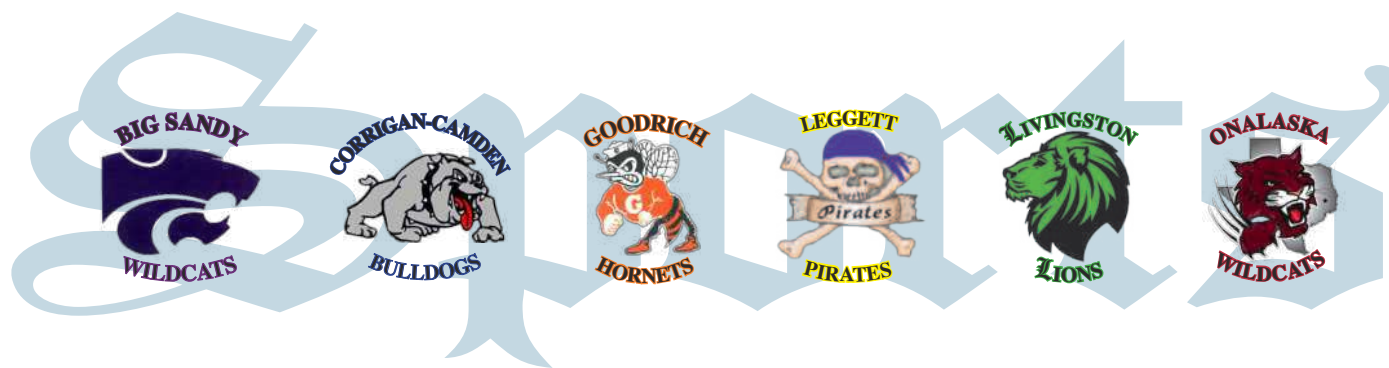 Sports
BIG SANDY
WILDCATS
CORRIGAN-CAMDEN
BULLDOGS
GOODRICH
G
HORNETS
LEGGETT
Pirates
PIRATES
LIVINGSTON
LIONS
ONALASKA
WILDCATS